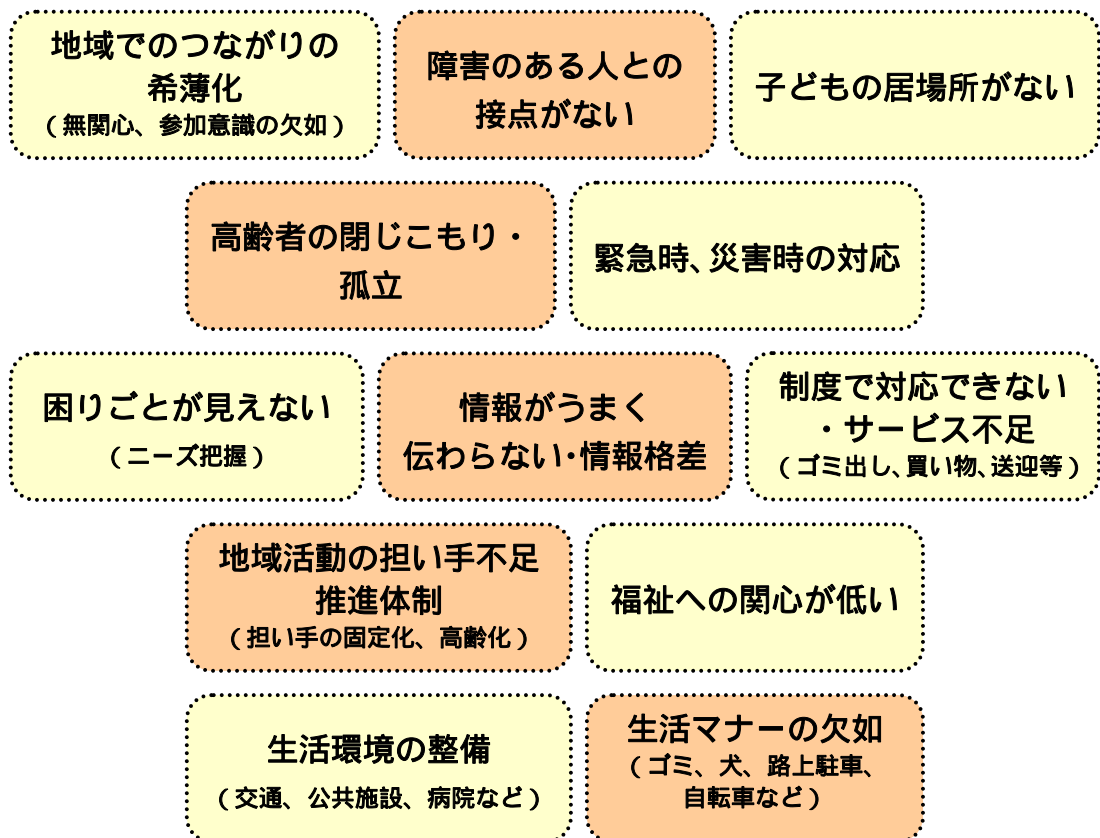 地域でのつながりの
希薄化
（無関心、参加意識の欠如）
障害のある人との
接点がない
子どもの居場所がない
高齢者の閉じこもり・
孤立
緊急時、災害時の対応
困りごとが見えない
（ニーズ把握）
情報がうまく
伝わらない・情報格差
制度で対応できない
・サービス不足
（ゴミ出し、買い物、送迎等）
地域活動の担い手不足
推進体制
（担い手の固定化、高齢化）
福祉への関心が低い
生活環境の整備
（交通、公共施設、病院など）
生活マナーの欠如
（ゴミ、犬、路上駐車、
自転車など）